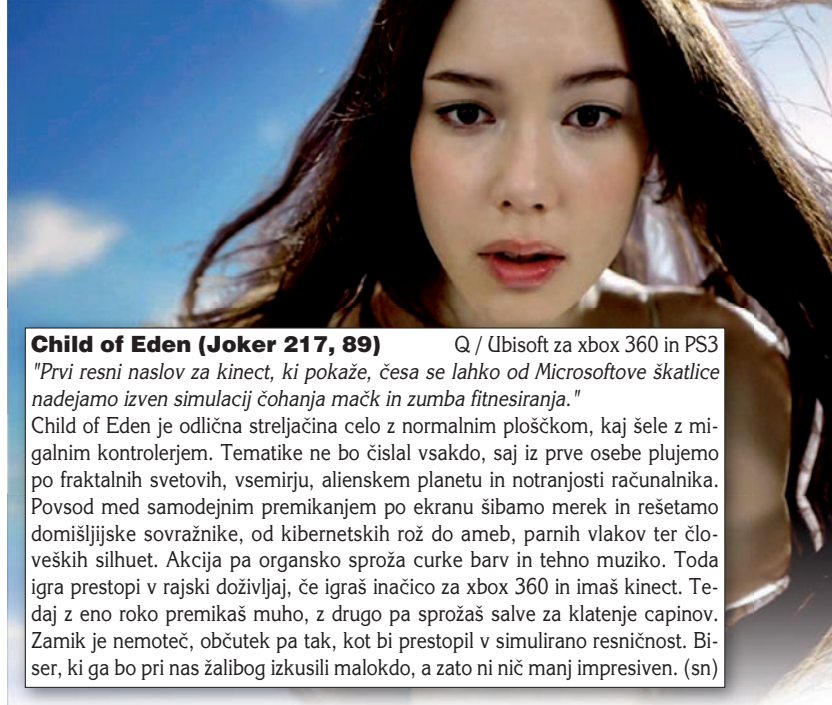 Child of Eden (Joker 217, 89) Q / Ubisoft za xbox 360 in PS3
"Prvi resni naslov za kinect, ki pokaže, česa se lahko od Microsoftove škatlice
nadejamo izven simulacij čohanja mačk in zumba fitnesiranja."
Child of Eden je odlična streljačina celo z normalnim ploščkom, kaj šele z mi-
galnim kontrolerjem. Tematike ne bo čislal vsakdo, saj iz prve osebe plujemo
po fraktalnih svetovih, vsemirju, alienskem planetu in notranjosti računalnika.
Povsod med samodejnim premikanjem po ekranu šibamo merek in rešetamo
domišljijske sovražnike, od kibernetskih rož do ameb, parnih vlakov ter člo-
veških silhuet. Akcija pa organsko sproža curke barv in tehno muziko. Toda
igra prestopi v rajski doživljaj, če igraš inačico za xbox 360 in imaš kinect. Te-
daj z eno roko premikaš muho, z drugo pa sprožaš salve za klatenje capinov.
Zamik je nemoteč, občutek pa tak, kot bi prestopil v simulirano resničnost. Bi-
ser, ki ga bo pri nas žalibog izkusili malokdo, a zato ni nič manj impresiven. (sn)